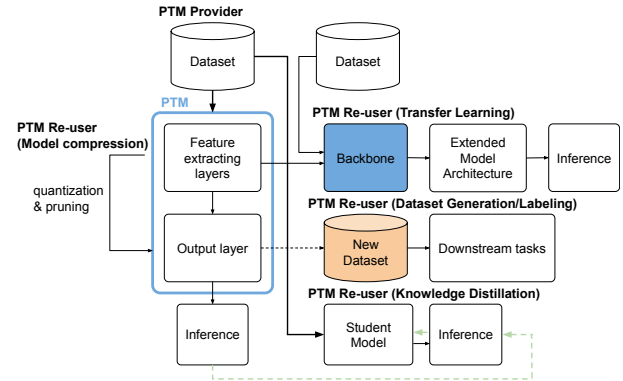 PTM Provider
Dataset
Dataset
PTM
PTM Re-user
(Model compression)
quantization
& pruning
Feature
extracting
layers
Output layer
Inference
PTM Re-user (Transfer Learning)
Backbone
Extended
Model
Architecture
Inference
PTM Re-user (Dataset Generation/Labeling)
New
Dataset
Downstream tasks
PTM Re-user (Knowledge Distillation)
Student
Model
Inference